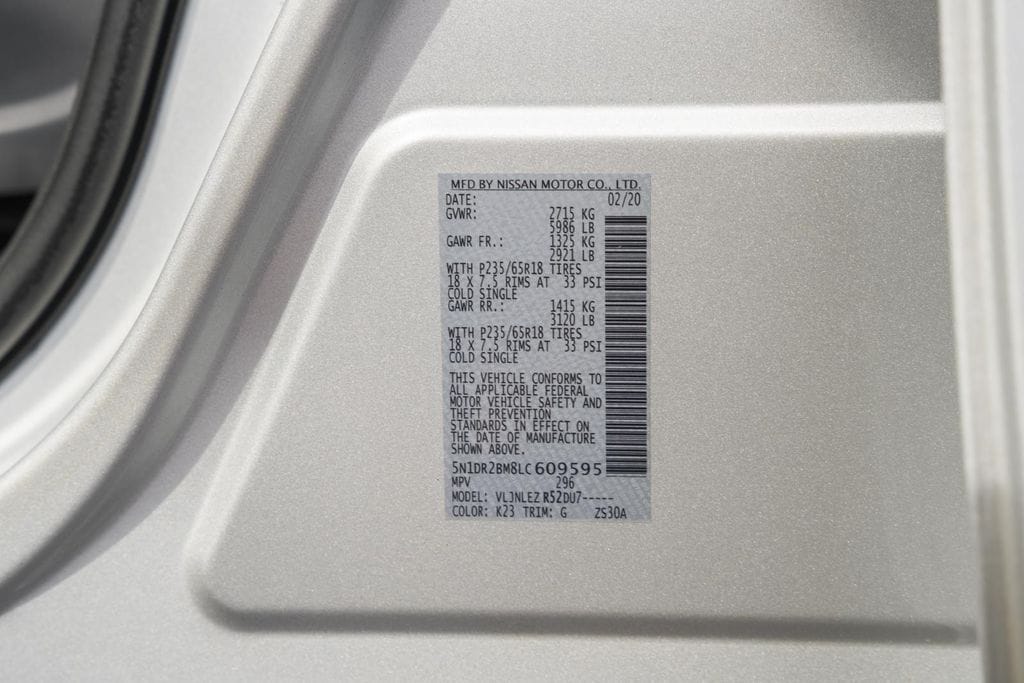 MFD BY NISSAN MOTOR CO., LTD.
DATE: 02/20
GVWR: 2715 KG
5986 LB
GAWR FR.: 1325 KG
2921 LB
WITH P235/65R18 TIRES
18 X 7.5 RIMS AT 33 PSI
COLD SINGLE
GAWR RR.: 1415 KG
3120 LB
WITH P235/65R18 TIRES
18 X 7.5 RIMS AT 33 PSI
COLD SINGLE
THIS VEHICLE CONFORMS TO
ALL APPLICABLE FEDERAL
MOTOR VEHICLE SAFETY AND
THEFT PREVENTION
STANDARDS IN EFFECT ON
THE DATE OF MANUFACTURE
SHOWN ABOVE.
5N1DR2BM8LC609595
MPV 296
MODEL: VLJNLEZ R52DU7-----
COLOR: K23 TRIM: G ZS30A